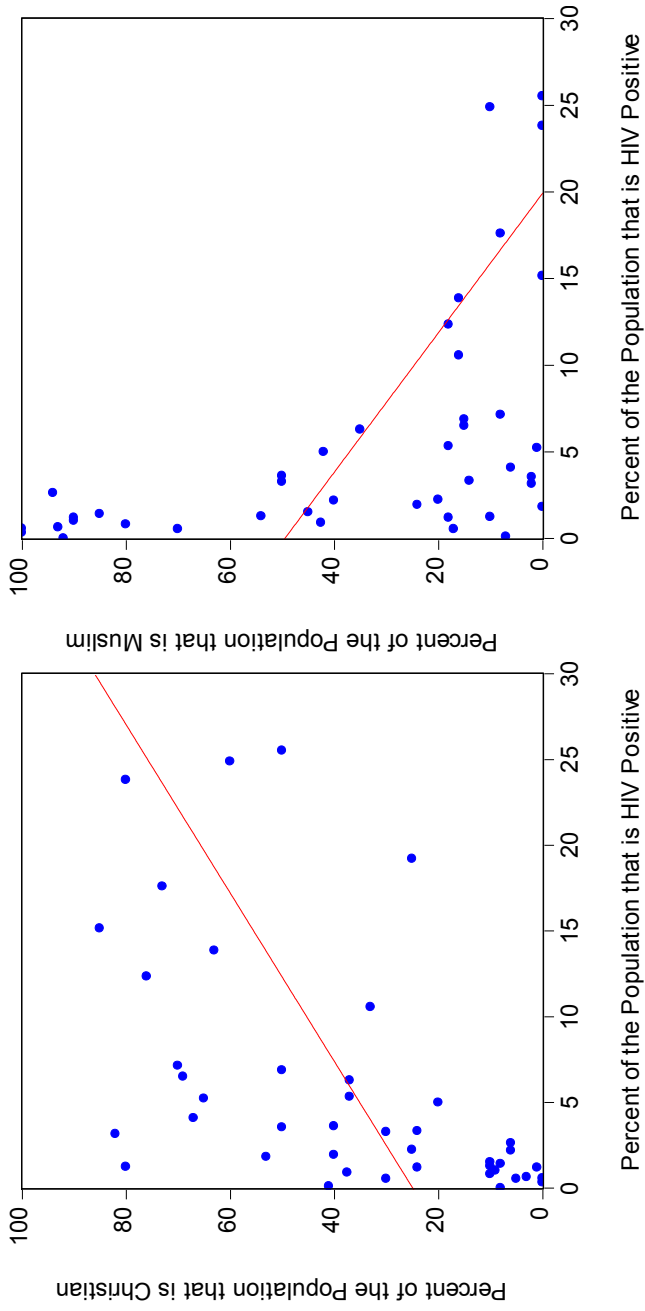 Percent of the Population that is Christian
100
80
60
40
20
0
0 5 10 15 20 25 30
Percent of the Population that is HIV Positive
Percent of the Population that is Muslim
100
80
60
40
20
0
0 5 10 15 20 25 30
Percent of the Population that is HIV Positive